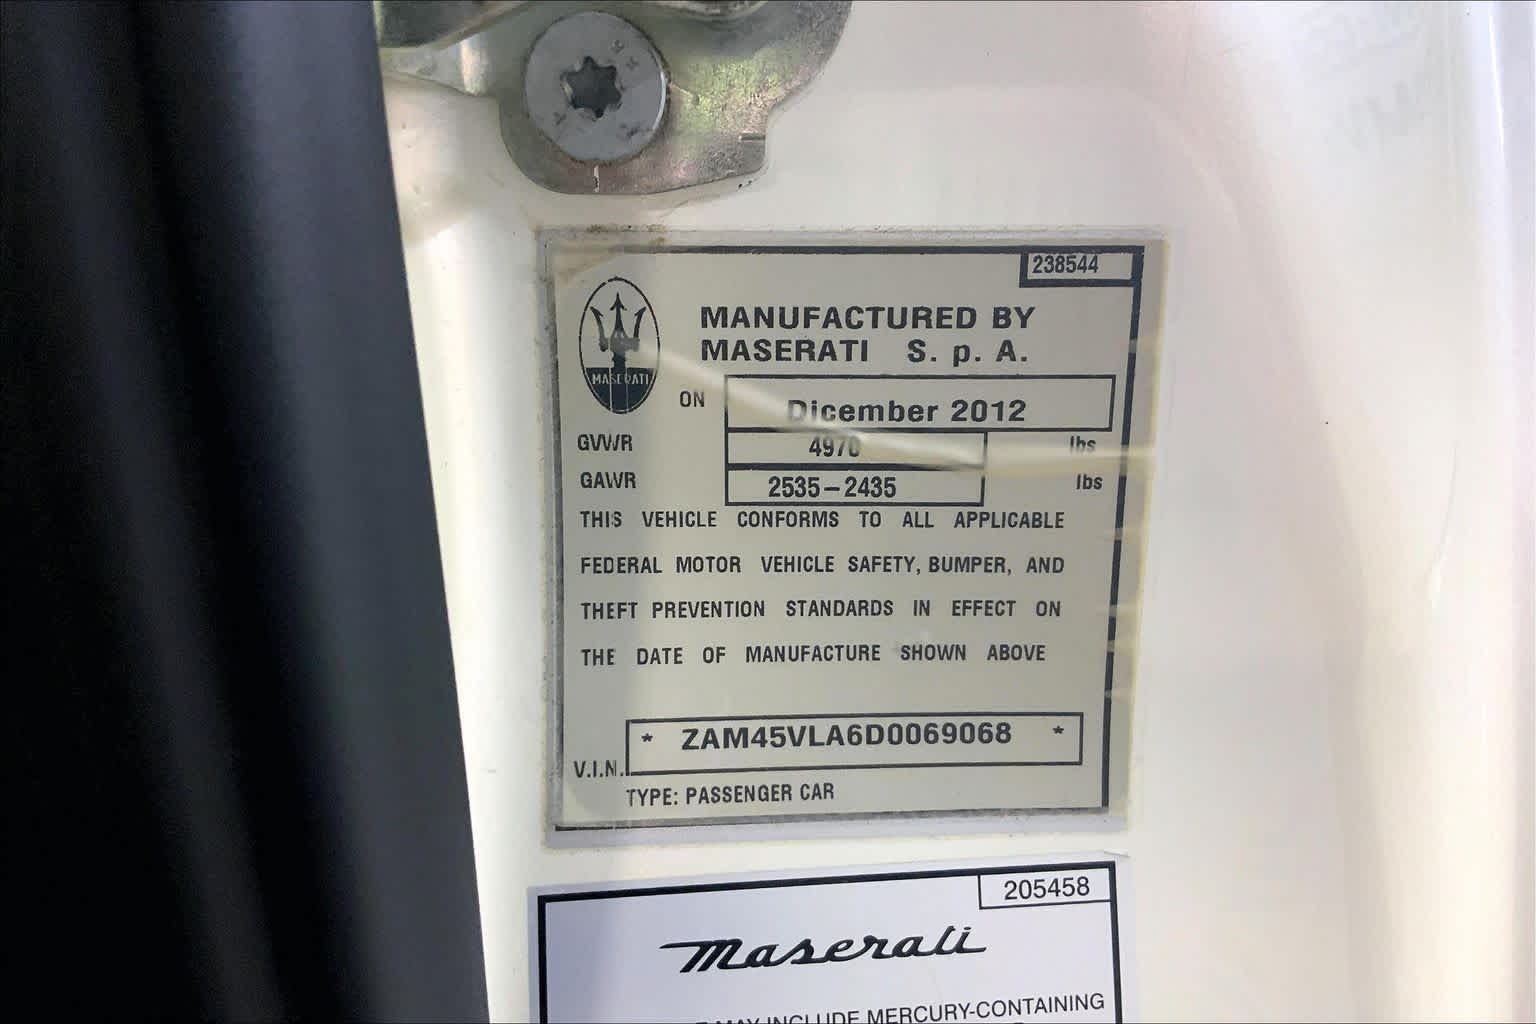 238544
MASERATI
MANUFACTURED BY
MASERATI S. p. A.
ON Dicember 2012
GVWR 4970 lbs
GAWR 2535-2435 lbs
THIS VEHICLE CONFORMS TO ALL APPLICABLE
FEDERAL MOTOR VEHICLE SAFETY, BUMPER, AND
THEFT PREVENTION STANDARDS IN EFFECT ON
THE DATE OF MANUFACTURE SHOWN ABOVE
V.I.N. * ZAM45VLA6D0069068 *
TYPE: PASSENGER CAR
205458
Maserati
MAY INCLUDE MERCURY-CONTAINING